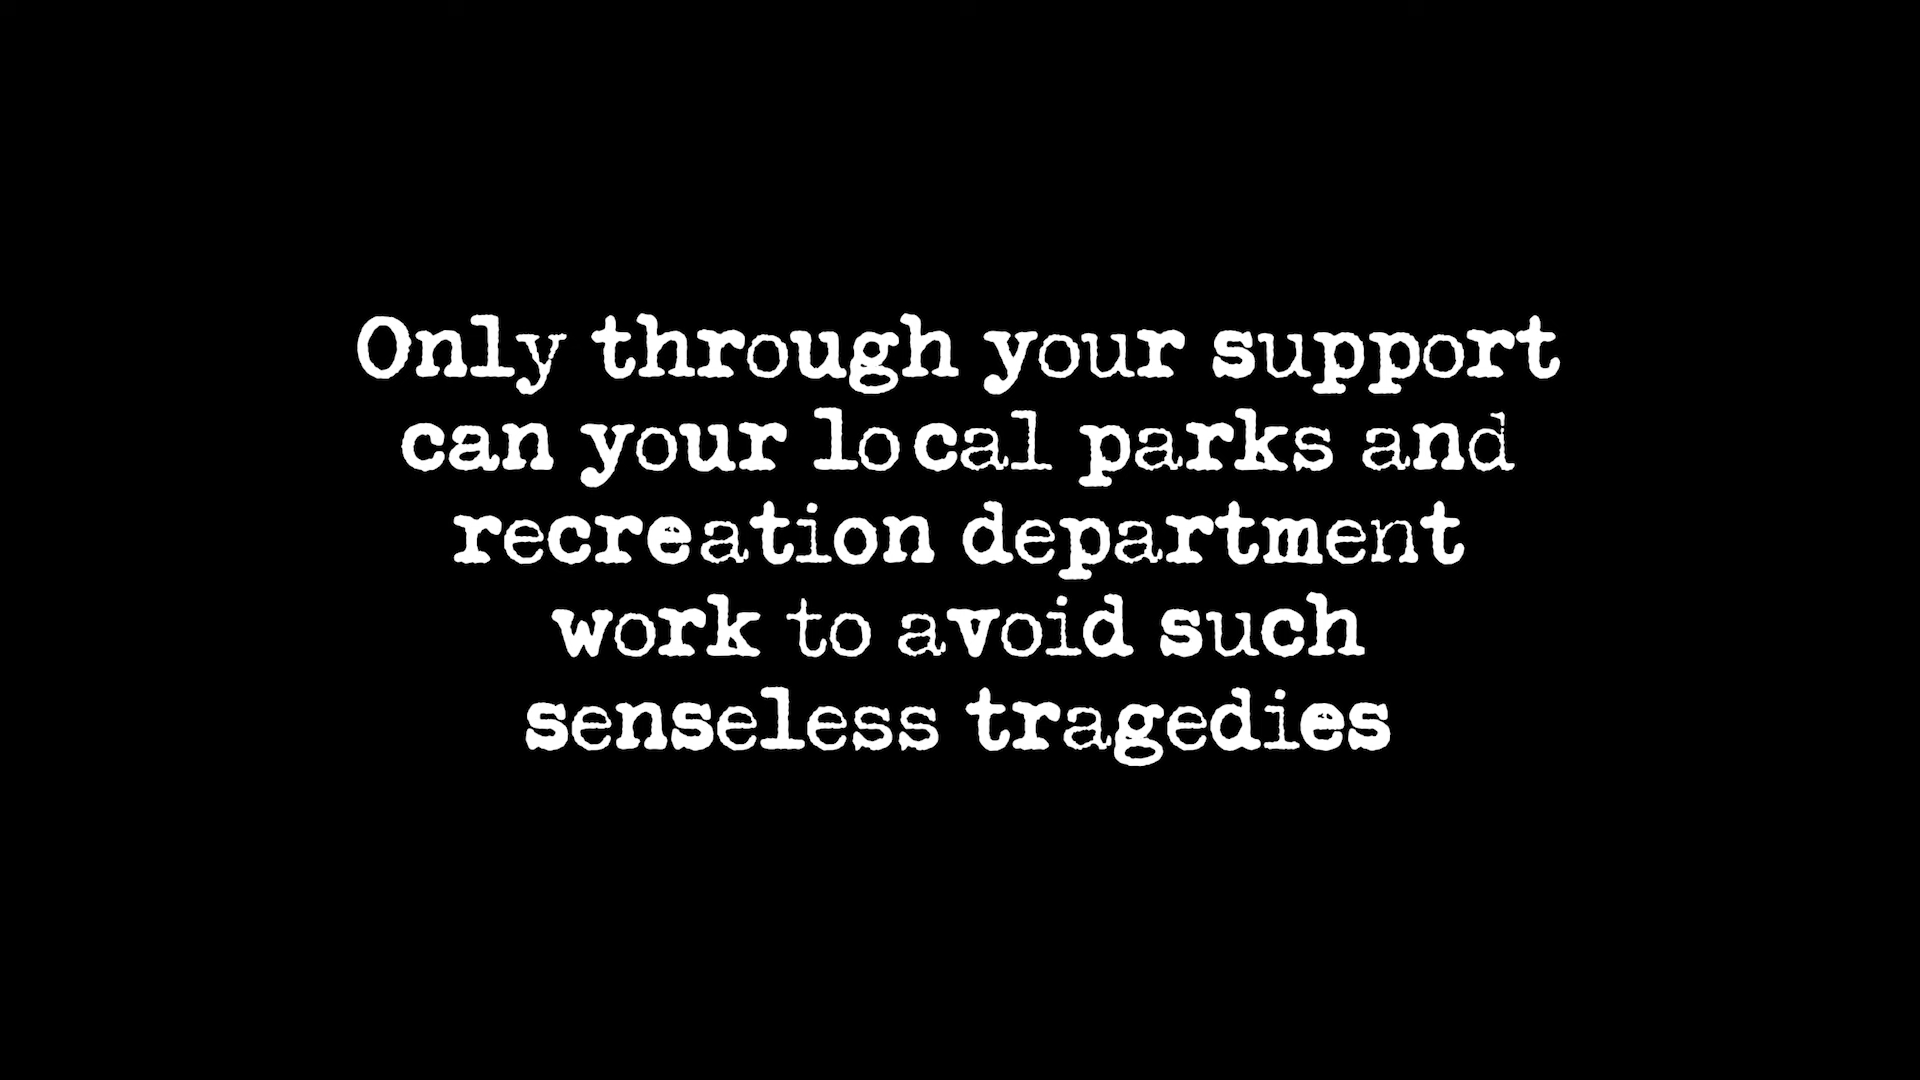 Only through your support
can your local parks and
recreation department
work to avoid such
senseless tragedies